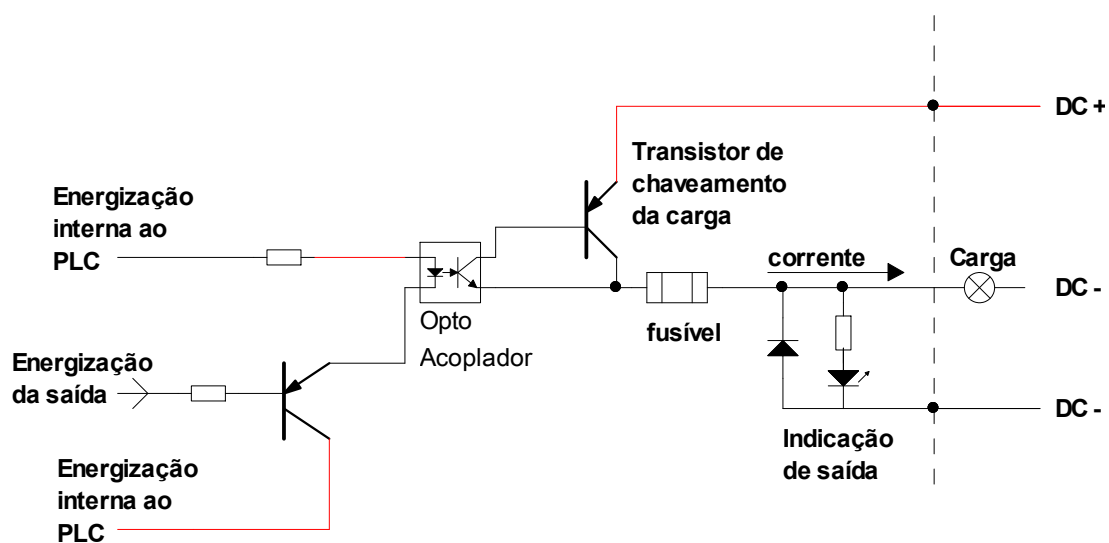 DC +
Transistor de
chaveamento
da carga
Energização
interna ao
PLC
corrente
Carga
DC -
fusível
Opto
Acoplador
Energização
da saída
DC -
Indicação
de saída
Energização
interna ao
PLC